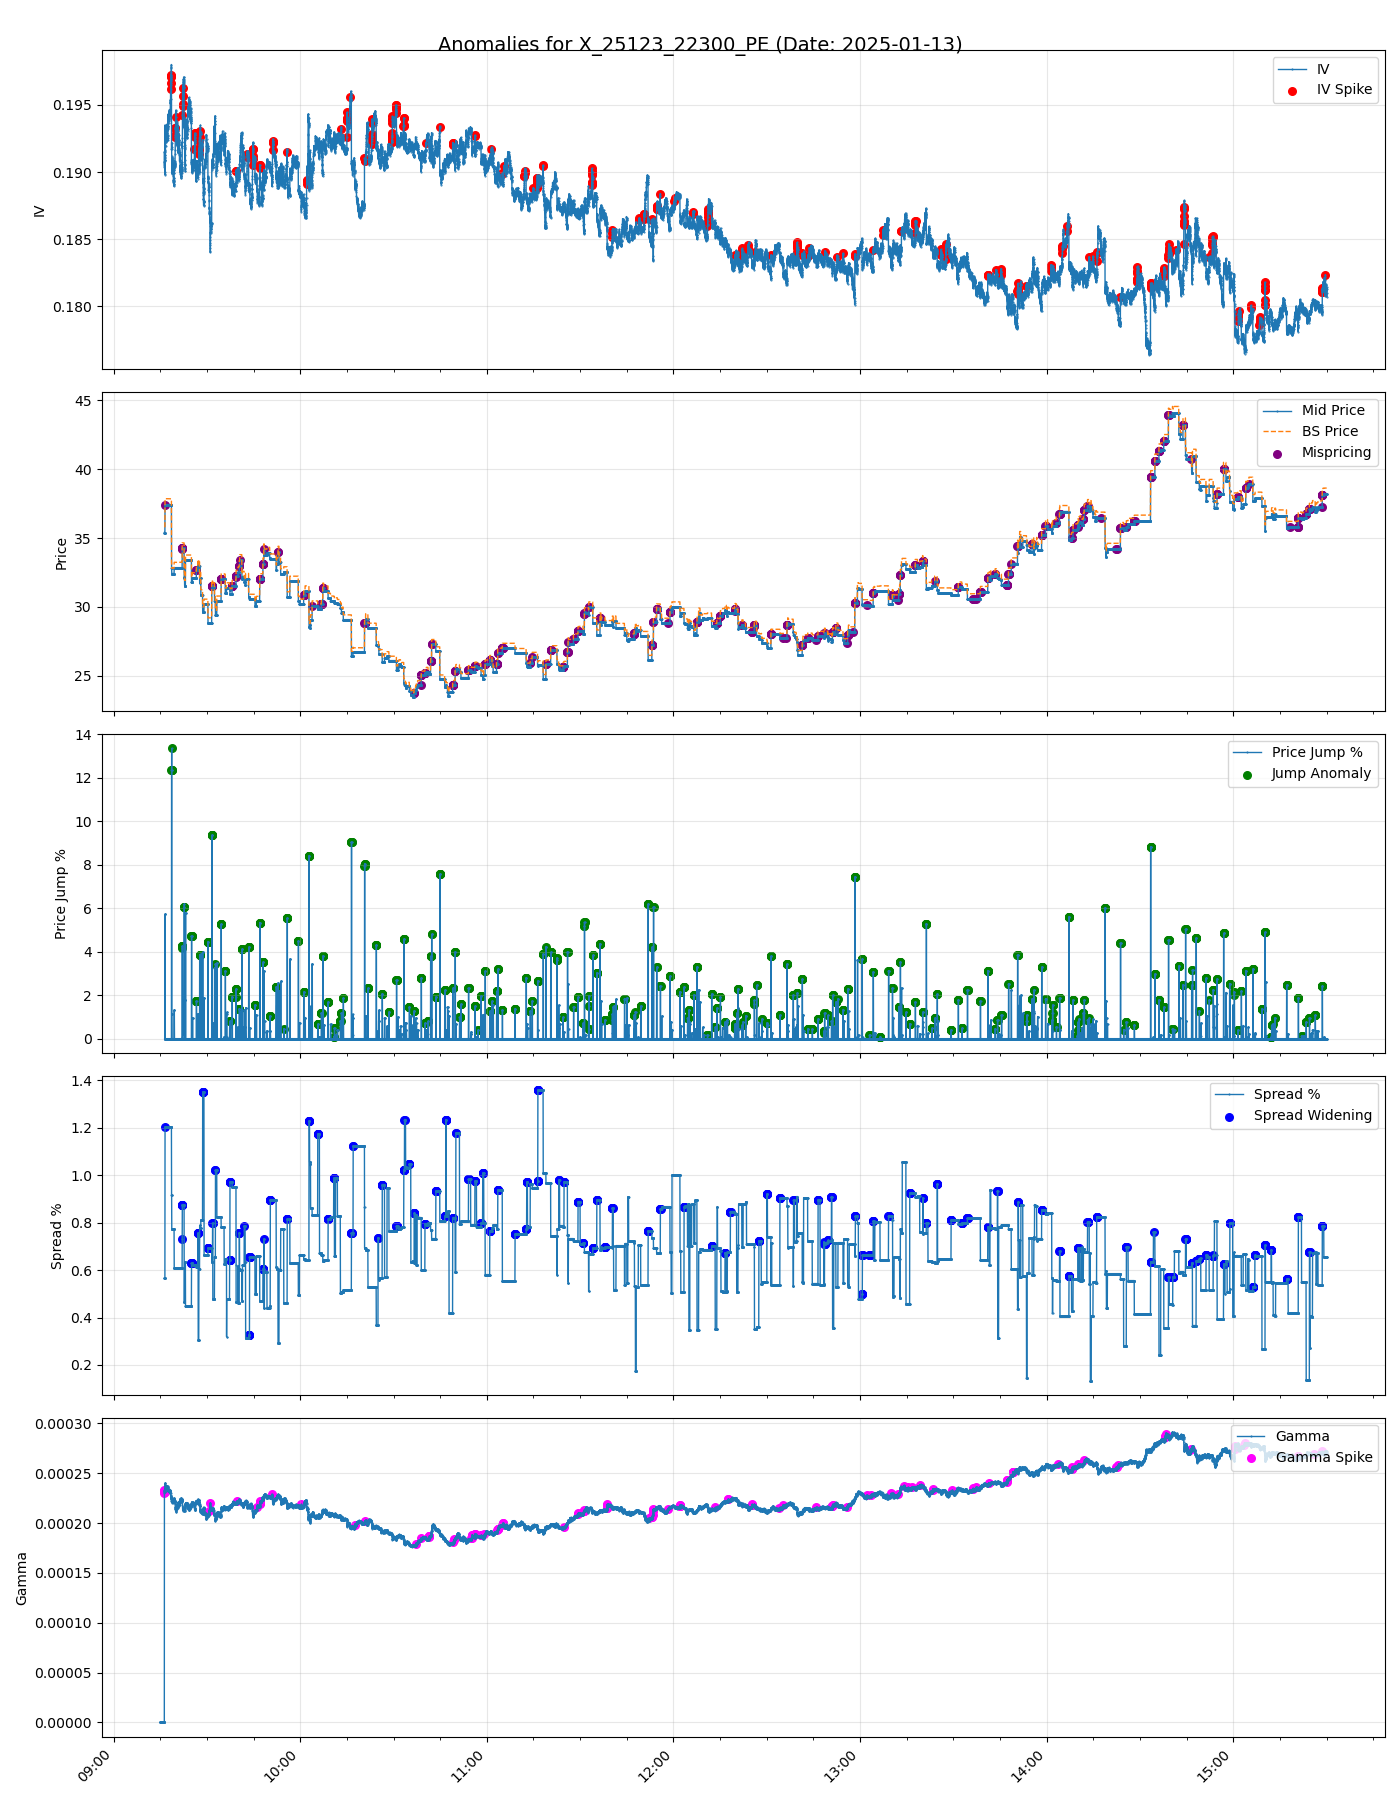 Anomalies for X_25123_22300_PE (Date: 2025-01-13)
IV
IV Spike
0.195
0.190
0.185
0.180
IV
Mid Price
BS Price
Mispricing
45
40
35
30
25
Price
Price Jump %
Jump Anomaly
14
12
10
8
6
4
2
0
Price Jump %
Spread %
Spread Widening
1.4
1.2
1.0
0.8
0.6
0.4
0.2
Spread %
Gamma
Gamma Spike
0.00030
0.00025
0.00020
0.00015
0.00010
0.00005
0.00000
Gamma
09:00
10:00
11:00
12:00
13:00
14:00
15:00